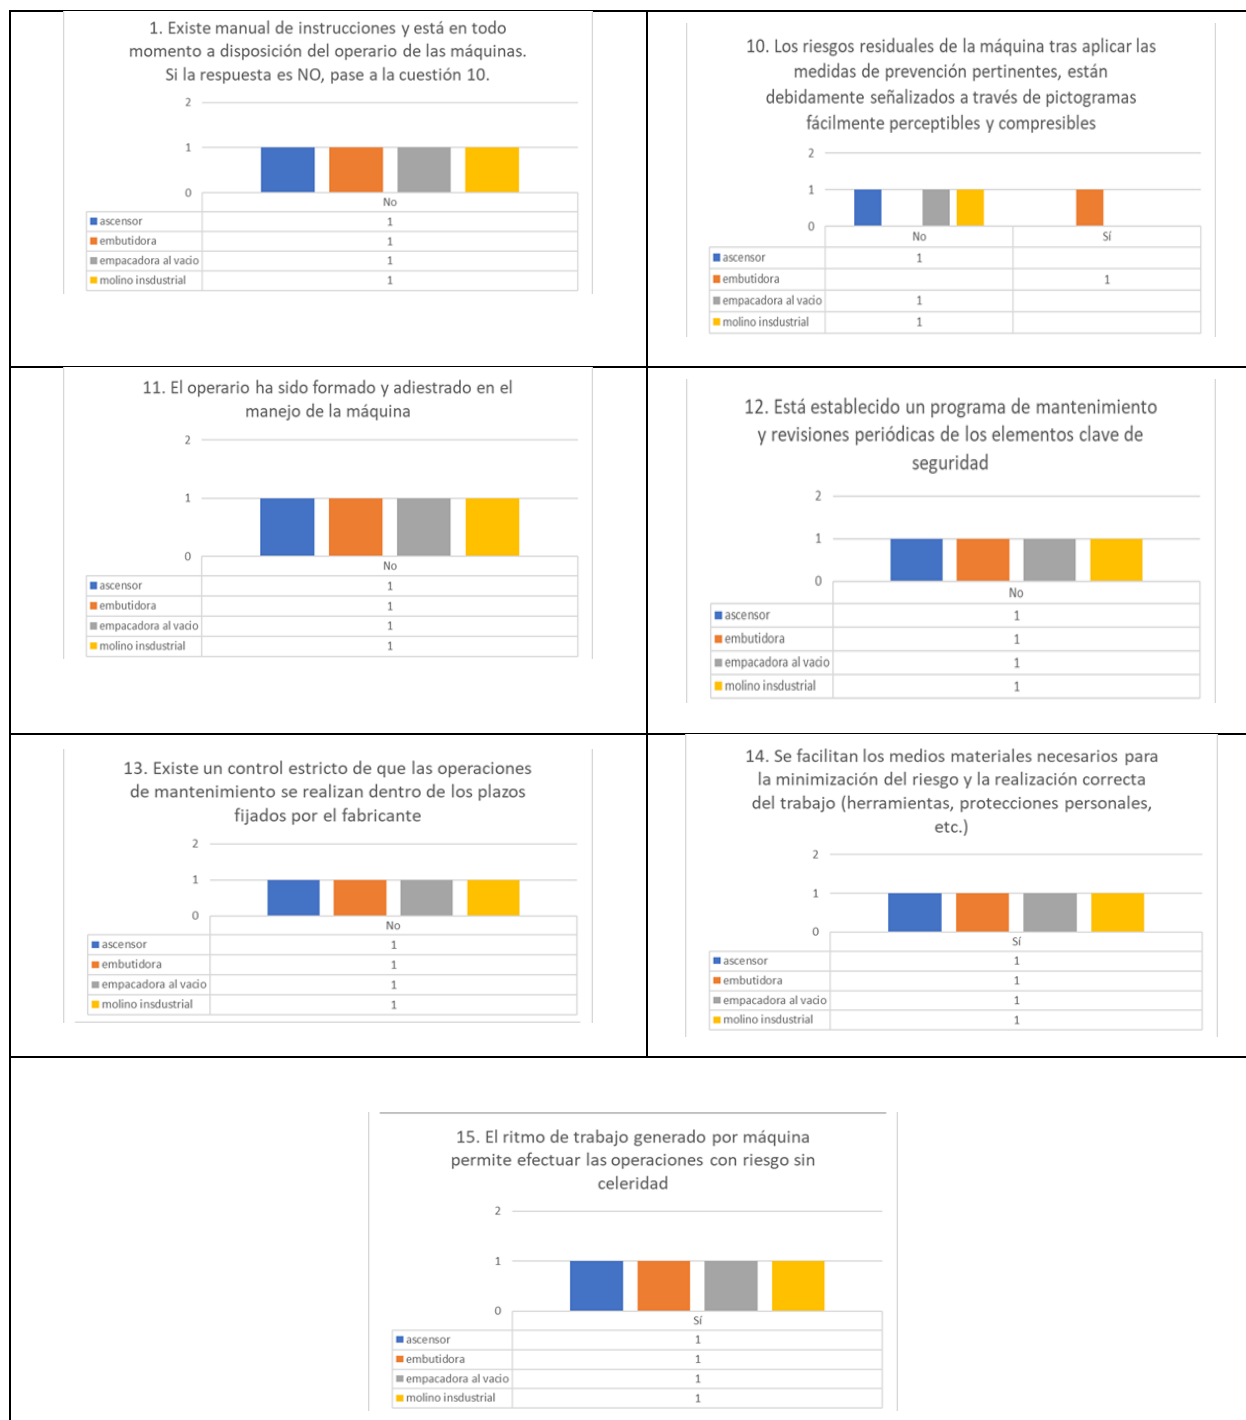 1. Existe manual de instrucciones y está en todo
momento a disposición del operario de las máquinas.
Si la respuesta es NO, pase a la cuestión 10.
2
1
0
No
ascensor 1
embutidora 1
empacadora al vacio 1
molino insdustrial 1
10. Los riesgos residuales de la máquina tras aplicar las
medidas de prevención pertinentes, están
debidamente señalizados a través de pictogramas
fácilmente perceptibles y compresibles
2
1
0
No Sí
ascensor 1
embutidora 1
empacadora al vacio 1
molino insdustrial 1
11. El operario ha sido formado y adiestrado en el
manejo de la máquina
2
1
0
No
ascensor 1
embutidora 1
empacadora al vacio 1
molino insdustrial 1
12. Está establecido un programa de mantenimiento
y revisiones periódicas de los elementos clave de
seguridad
2
1
0
No
ascensor 1
embutidora 1
empacadora al vacio 1
molino insdustrial 1
13. Existe un control estricto de que las operaciones
de mantenimiento se realizan dentro de los plazos
fijados por el fabricante
2
1
0
No
ascensor 1
embutidora 1
empacadora al vacio 1
molino insdustrial 1
14. Se facilitan los medios materiales necesarios para
la minimización del riesgo y la realización correcta
del trabajo (herramientas, protecciones personales,
etc.)
2
1
0
Sí
ascensor 1
embutidora 1
empacadora al vacio 1
molino insdustrial 1
15. El ritmo de trabajo generado por máquina
permite efectuar las operaciones con riesgo sin
celeridad
2
1
0
Sí
ascensor 1
embutidora 1
empacadora al vacio 1
molino insdustrial 1